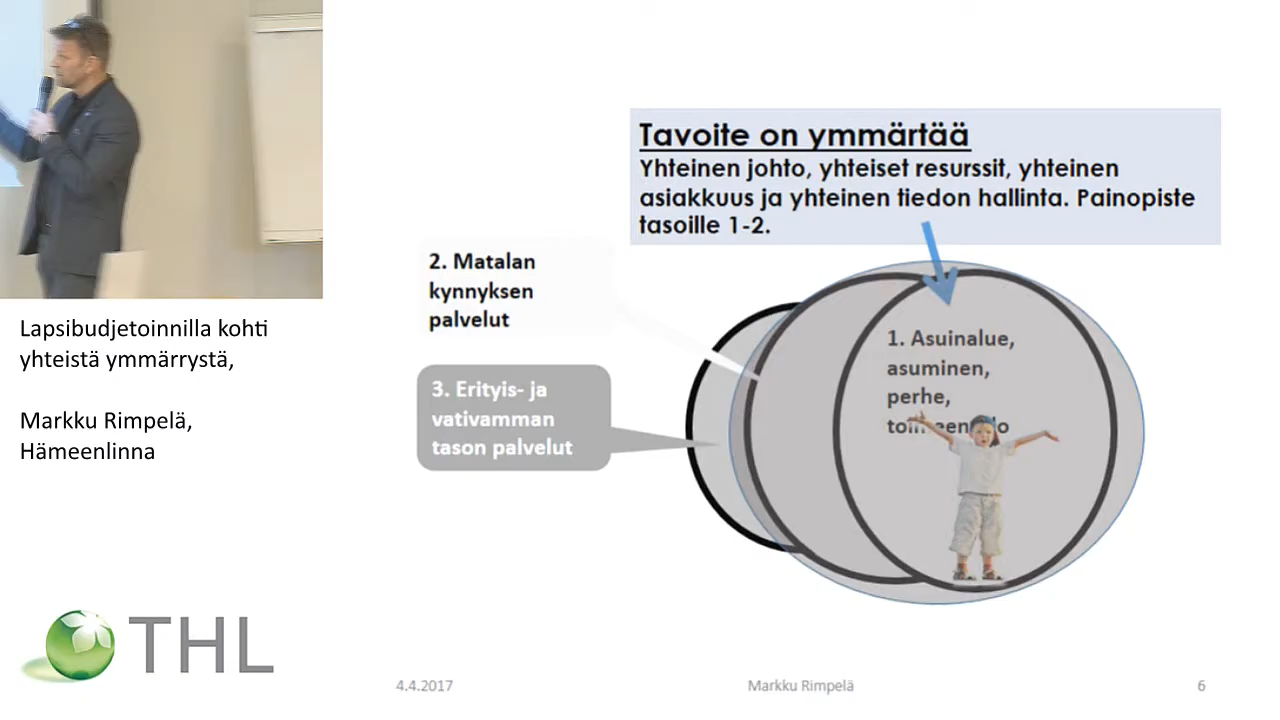 Tavoite on ymmärtää
Yhteinen johto, yhteiset resurssit, yhteinen
asiakkuus ja yhteinen tiedon hallinta. Painopiste
tasoille 1-2.
2. Matalan
kynnyksen
palvelut
1. Asuinalue,
asuminen,
perhe,
3. Erityis- ja
vativamman
tason palvelut
Lapsibudjetoinnilla kohti
yhteistä ymmärrystä,
Markku Rimpelä,
Hämeenlinna
THL
4.4.2017
Markku Rimpelä
6